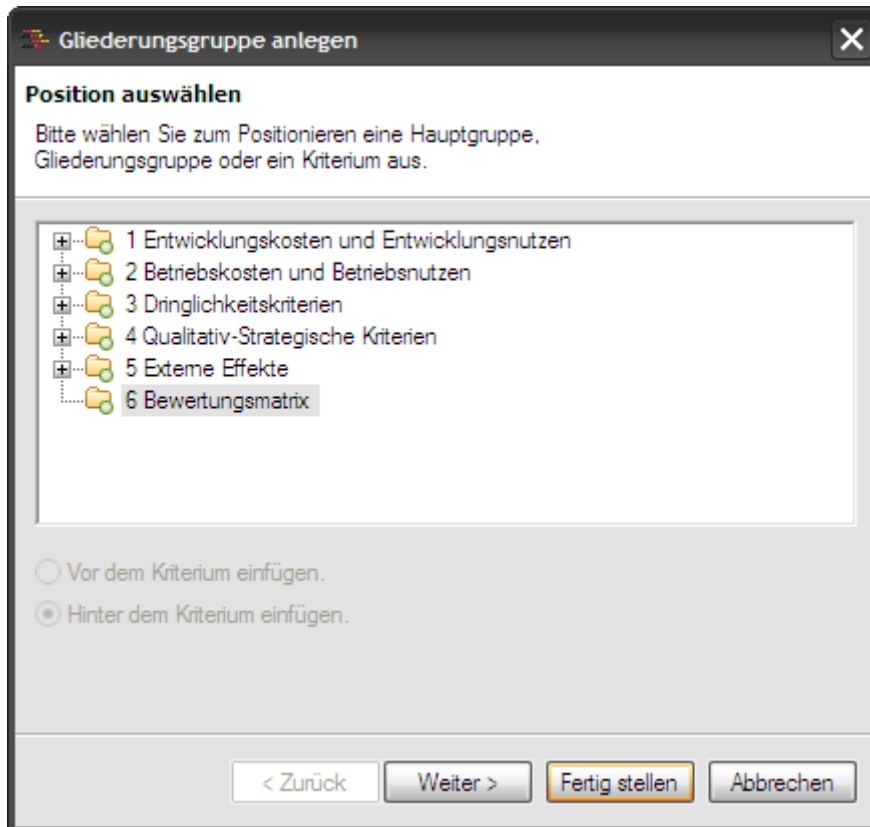 Gliederungsgruppe anlegen
Position auswählen
Bitte wählen Sie zum Positionieren eine Hauptgruppe,
Gliederungsgruppe oder ein Kriterium aus.
1 Entwicklungskosten und Entwicklungsnutzen
2 Betriebskosten und Betriebsnutzen
3 Dringlichkeitskriterien
4 Qualitativ-Strategische Kriterien
5 Externe Effekte
6 Bewertungsmatrix
Vor dem Kriterium einfügen.
Hinter dem Kriterium einfügen.
< Zurück Weiter > Fertig stellen Abbrechen